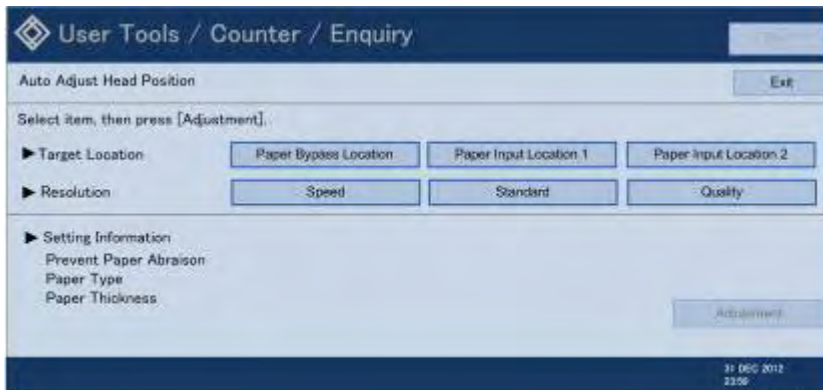 User Tools / Counter / Enquiry
Auto Adjust Head Position
Exit
Select item, then press [Adjustment].
Target Location
Paper Bypass Location
Paper Input Location 1
Paper Input Location 2
Resolution
Speed
Standard
Quality
Setting Information
Prevent Paper Abraison
Paper Type
Paper Thickness
Adjustment
31 DEC 2012
23:59